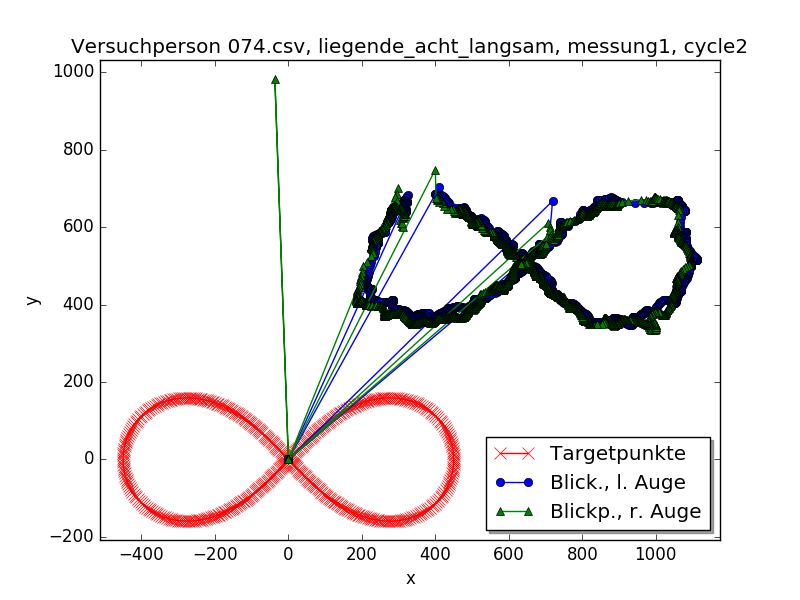 Versuchperson 074.csv, liegende_acht_langsam, messung1, cycle2
1000
800
600
400
200
0
−200
y
−400 −200 0 200 400 600 800 1000
x
Targetpunkte
Blick., l. Auge
Blickp., r. Auge